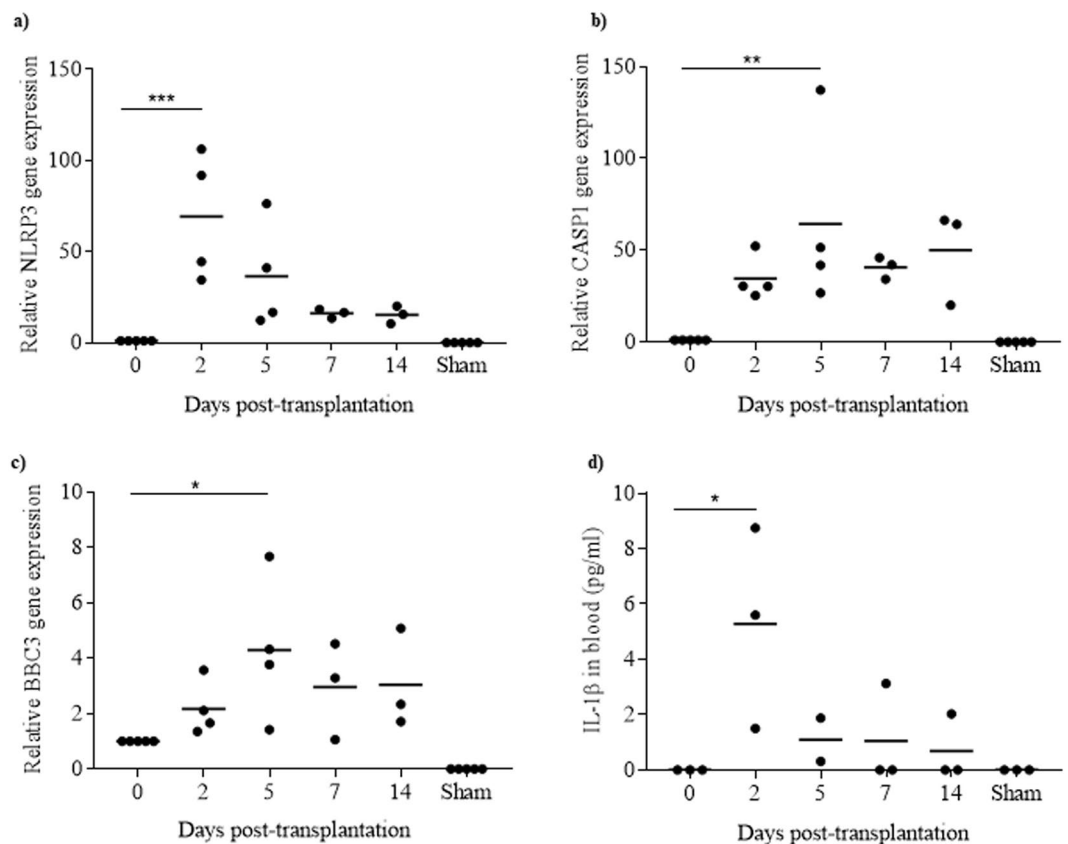 a)
Relative NLRP3 gene expression
150
100
50
0
***
0 2 5 7 14 Sham
Days post-transplantation
b)
Relative CASP1 gene expression
150
100
50
0
**
0 2 5 7 14 Sham
Days post-transplantation
c)
Relative BBC3 gene expression
10
8
6
4
2
0
*
0 2 5 7 14 Sham
Days post-transplantation
d)
IL-1β in blood (pg/ml)
10
8
6
4
2
0
*
0 2 5 7 14 Sham
Days post-transplantation